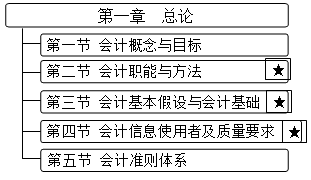 第一章　总论
第一节 会计概念与目标
第二节 会计职能与方法 ★
第三节 会计基本假设与会计基础 ★
第四节 会计信息使用者及质量要求 ★
第五节 会计准则体系